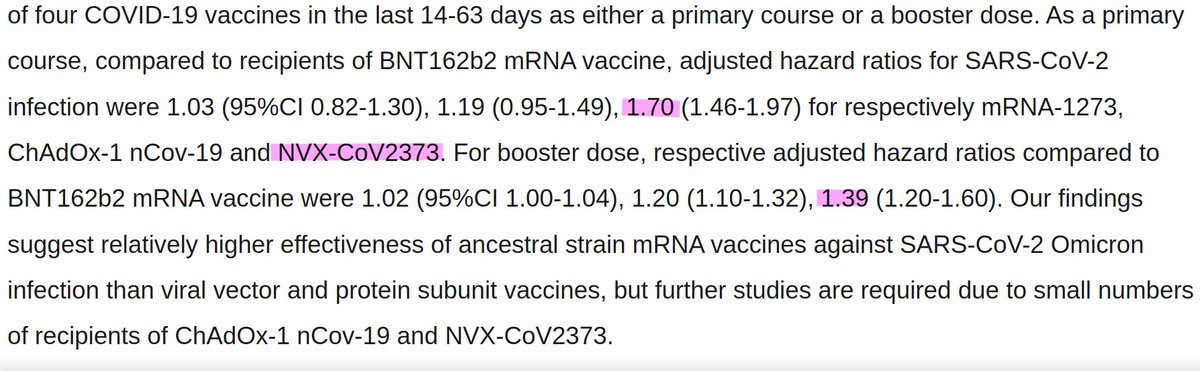 of four COVID-19 vaccines in the last 14-63 days as either a primary course or a booster dose. As a primary
course, compared to recipients of BNT162b2 mRNA vaccine, adjusted hazard ratios for SARS-CoV-2
infection were 1.03 (95%CI 0.82-1.30), 1.19 (0.95-1.49), 1.70 (1.46-1.97) for respectively mRNA-1273,
ChAdOx-1 nCov-19 and NVX-CoV2373. For booster dose, respective adjusted hazard ratios compared to
BNT162b2 mRNA vaccine were 1.02 (95%CI 1.00-1.04), 1.20 (1.10-1.32), 1.39 (1.20-1.60). Our findings
suggest relatively higher effectiveness of ancestral strain mRNA vaccines against SARS-CoV-2 Omicron
infection than viral vector and protein subunit vaccines, but further studies are required due to small numbers
of recipients of ChAdOx-1 nCov-19 and NVX-CoV2373.